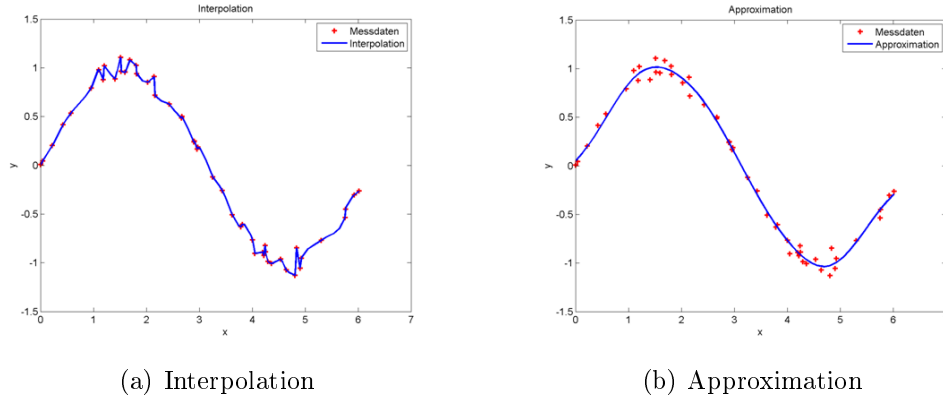 Interpolation
Messdaten
Interpolation
1.5
1
0.5
0
-0.5
-1
-1.5
y
0 1 2 3 4 5 6 7
x
(a) Interpolation
Approximation
Messdaten
Approximation
1.5
1
0.5
0
-0.5
-1
-1.5
y
0 1 2 3 4 5 6
x
(b) Approximation